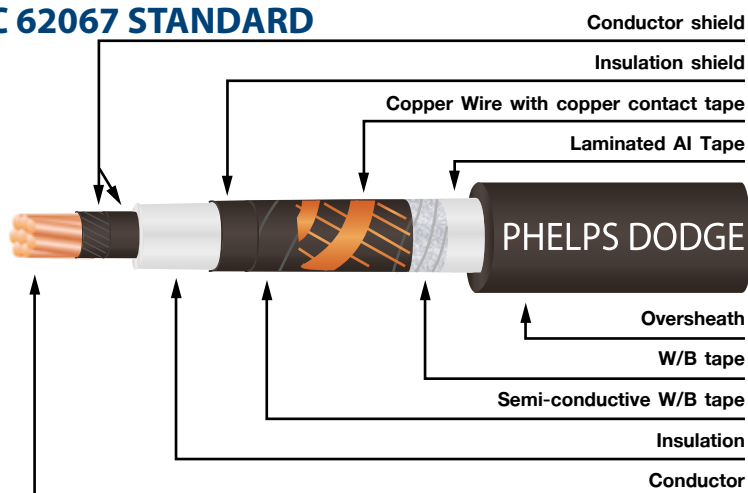 C 62067 STANDARD
Conductor shield
Insulation shield
Copper Wire with copper contact tape
Laminated Al Tape
PHELPS DODGE
Oversheath
W/B tape
Semi-conductive W/B tape
Insulation
Conductor